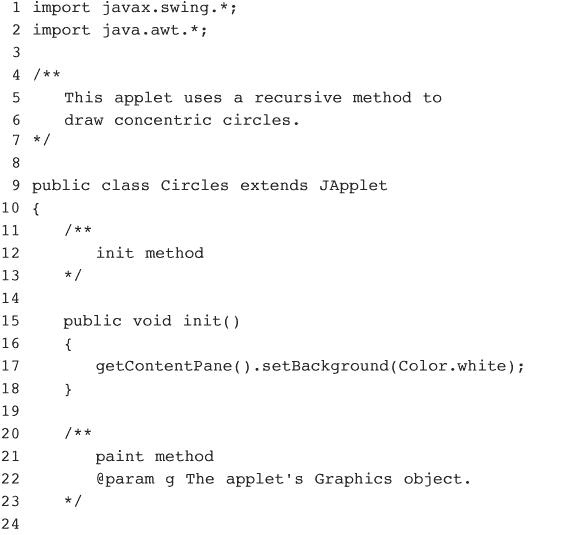 1 import javax.swing.*;
2 import java.awt.*;
3
4 /**
5    This applet uses a recursive method to
6    draw concentric circles.
7 */
8
9 public class Circles extends JApplet
10 {
11    /**
12       init method
13    */
14
15    public void init()
16    {
17       getContentPane().setBackground(Color.white);
18    }
19
20    /**
21       paint method
22       @param g The applet's Graphics object.
23    */
24